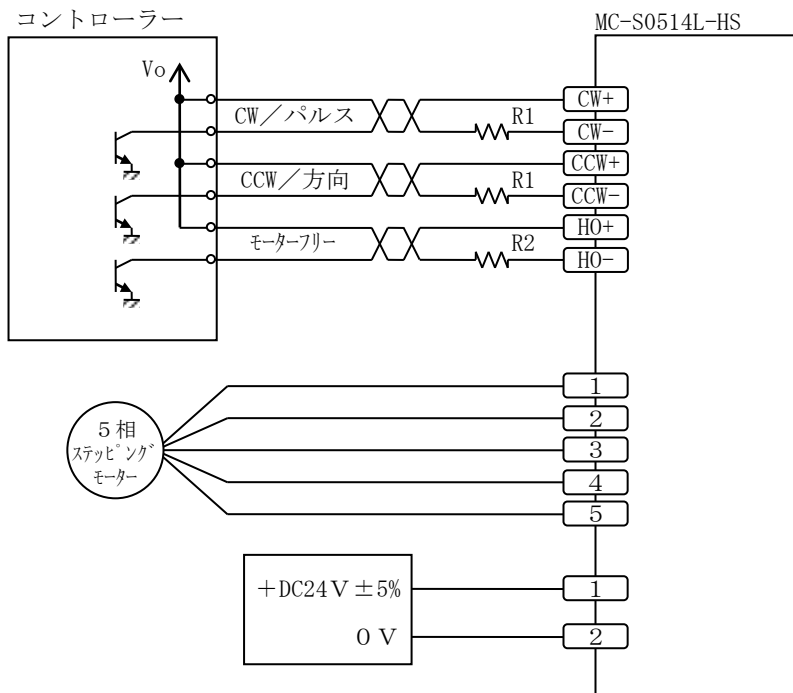 コントローラー
MC-S0514L-HS
Vo
CW／パルス
R1
CW+
CW-
CCW／方向
R1
CCW+
CCW-
モーターフリー
R2
HO+
HO-
５相
ステッピング
モーター
1
2
3
4
5
＋DC24Ｖ±5%
０Ｖ
1
2